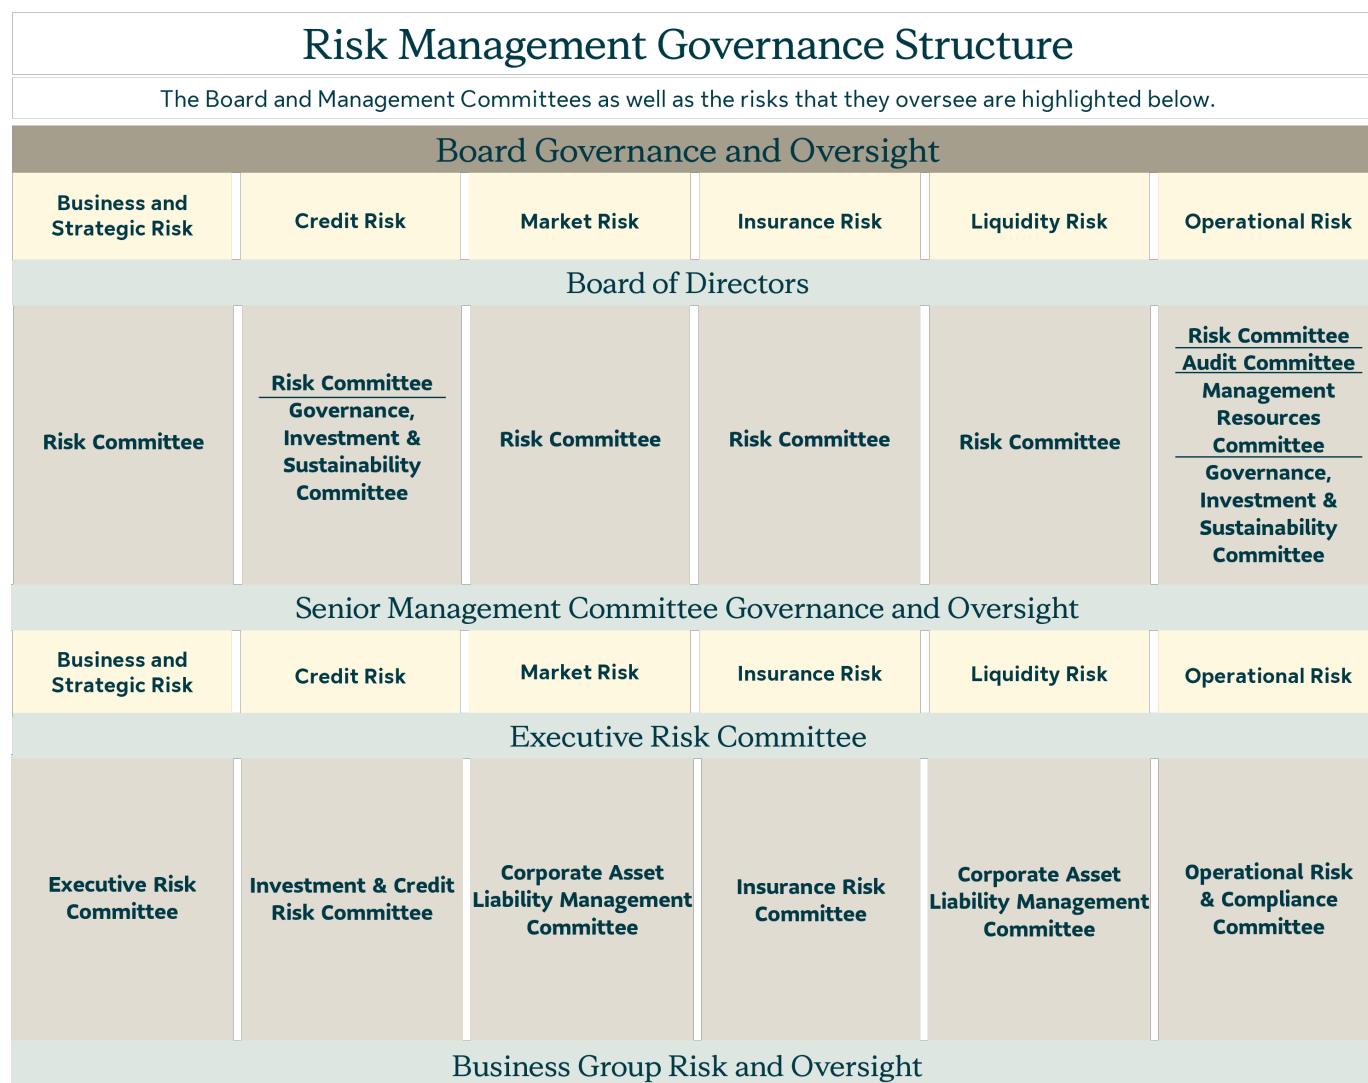 Risk Management Governance Structure
The Board and Management Committees as well as the risks that they oversee are highlighted below.
Board Governance and Oversight
Business and
Strategic Risk
Credit Risk
Market Risk
Insurance Risk
Liquidity Risk
Operational Risk
Board of Directors
Risk Committee
Risk Committee
Governance,
Investment &
Sustainability
Committee
Risk Committee
Risk Committee
Risk Committee
Risk Committee
Audit Committee
Management
Resources
Committee
Governance,
Investment &
Sustainability
Committee
Senior Management Committee Governance and Oversight
Business and
Strategic Risk
Credit Risk
Market Risk
Insurance Risk
Liquidity Risk
Operational Risk
Executive Risk Committee
Executive Risk
Committee
Investment & Credit
Risk Committee
Corporate Asset
Liability Management
Committee
Insurance Risk
Committee
Corporate Asset
Liability Management
Committee
Operational Risk
& Compliance
Committee
Business Group Risk and Oversight